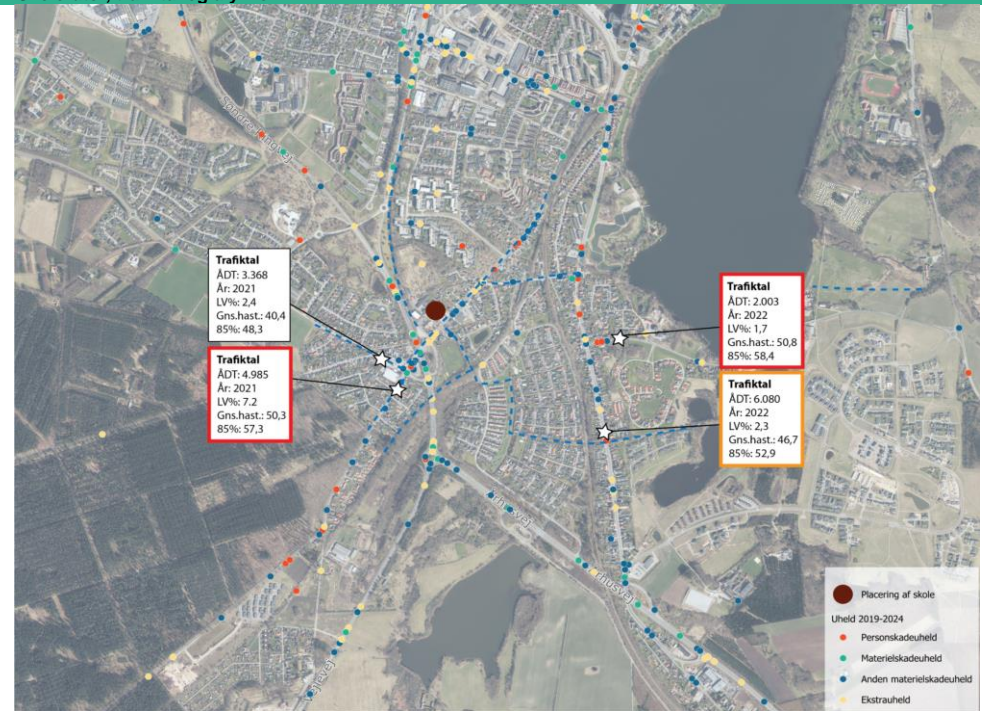 Trafiktal
ÅDT: 3.368
År: 2021
LV%: 2,4
Gns.hast.: 40,4
85%: 48,3
Trafiktal
ÅDT: 4.985
År: 2021
LV%: 7.2
Gns.hast.: 50,3
85%: 57,3
Trafiktal
ÅDT: 2.003
År: 2022
LV%: 1,7
Gns.hast.: 50,8
85%: 58,4
Trafiktal
ÅDT: 6.080
År: 2022
LV%: 2,3
Gns.hast.: 46,7
85%: 52,9
Placering af skole
Uheld 2019-2024
Personskadeuheld
Materielskadeuheld
Anden materielskadeuheld
Ekstrauheld